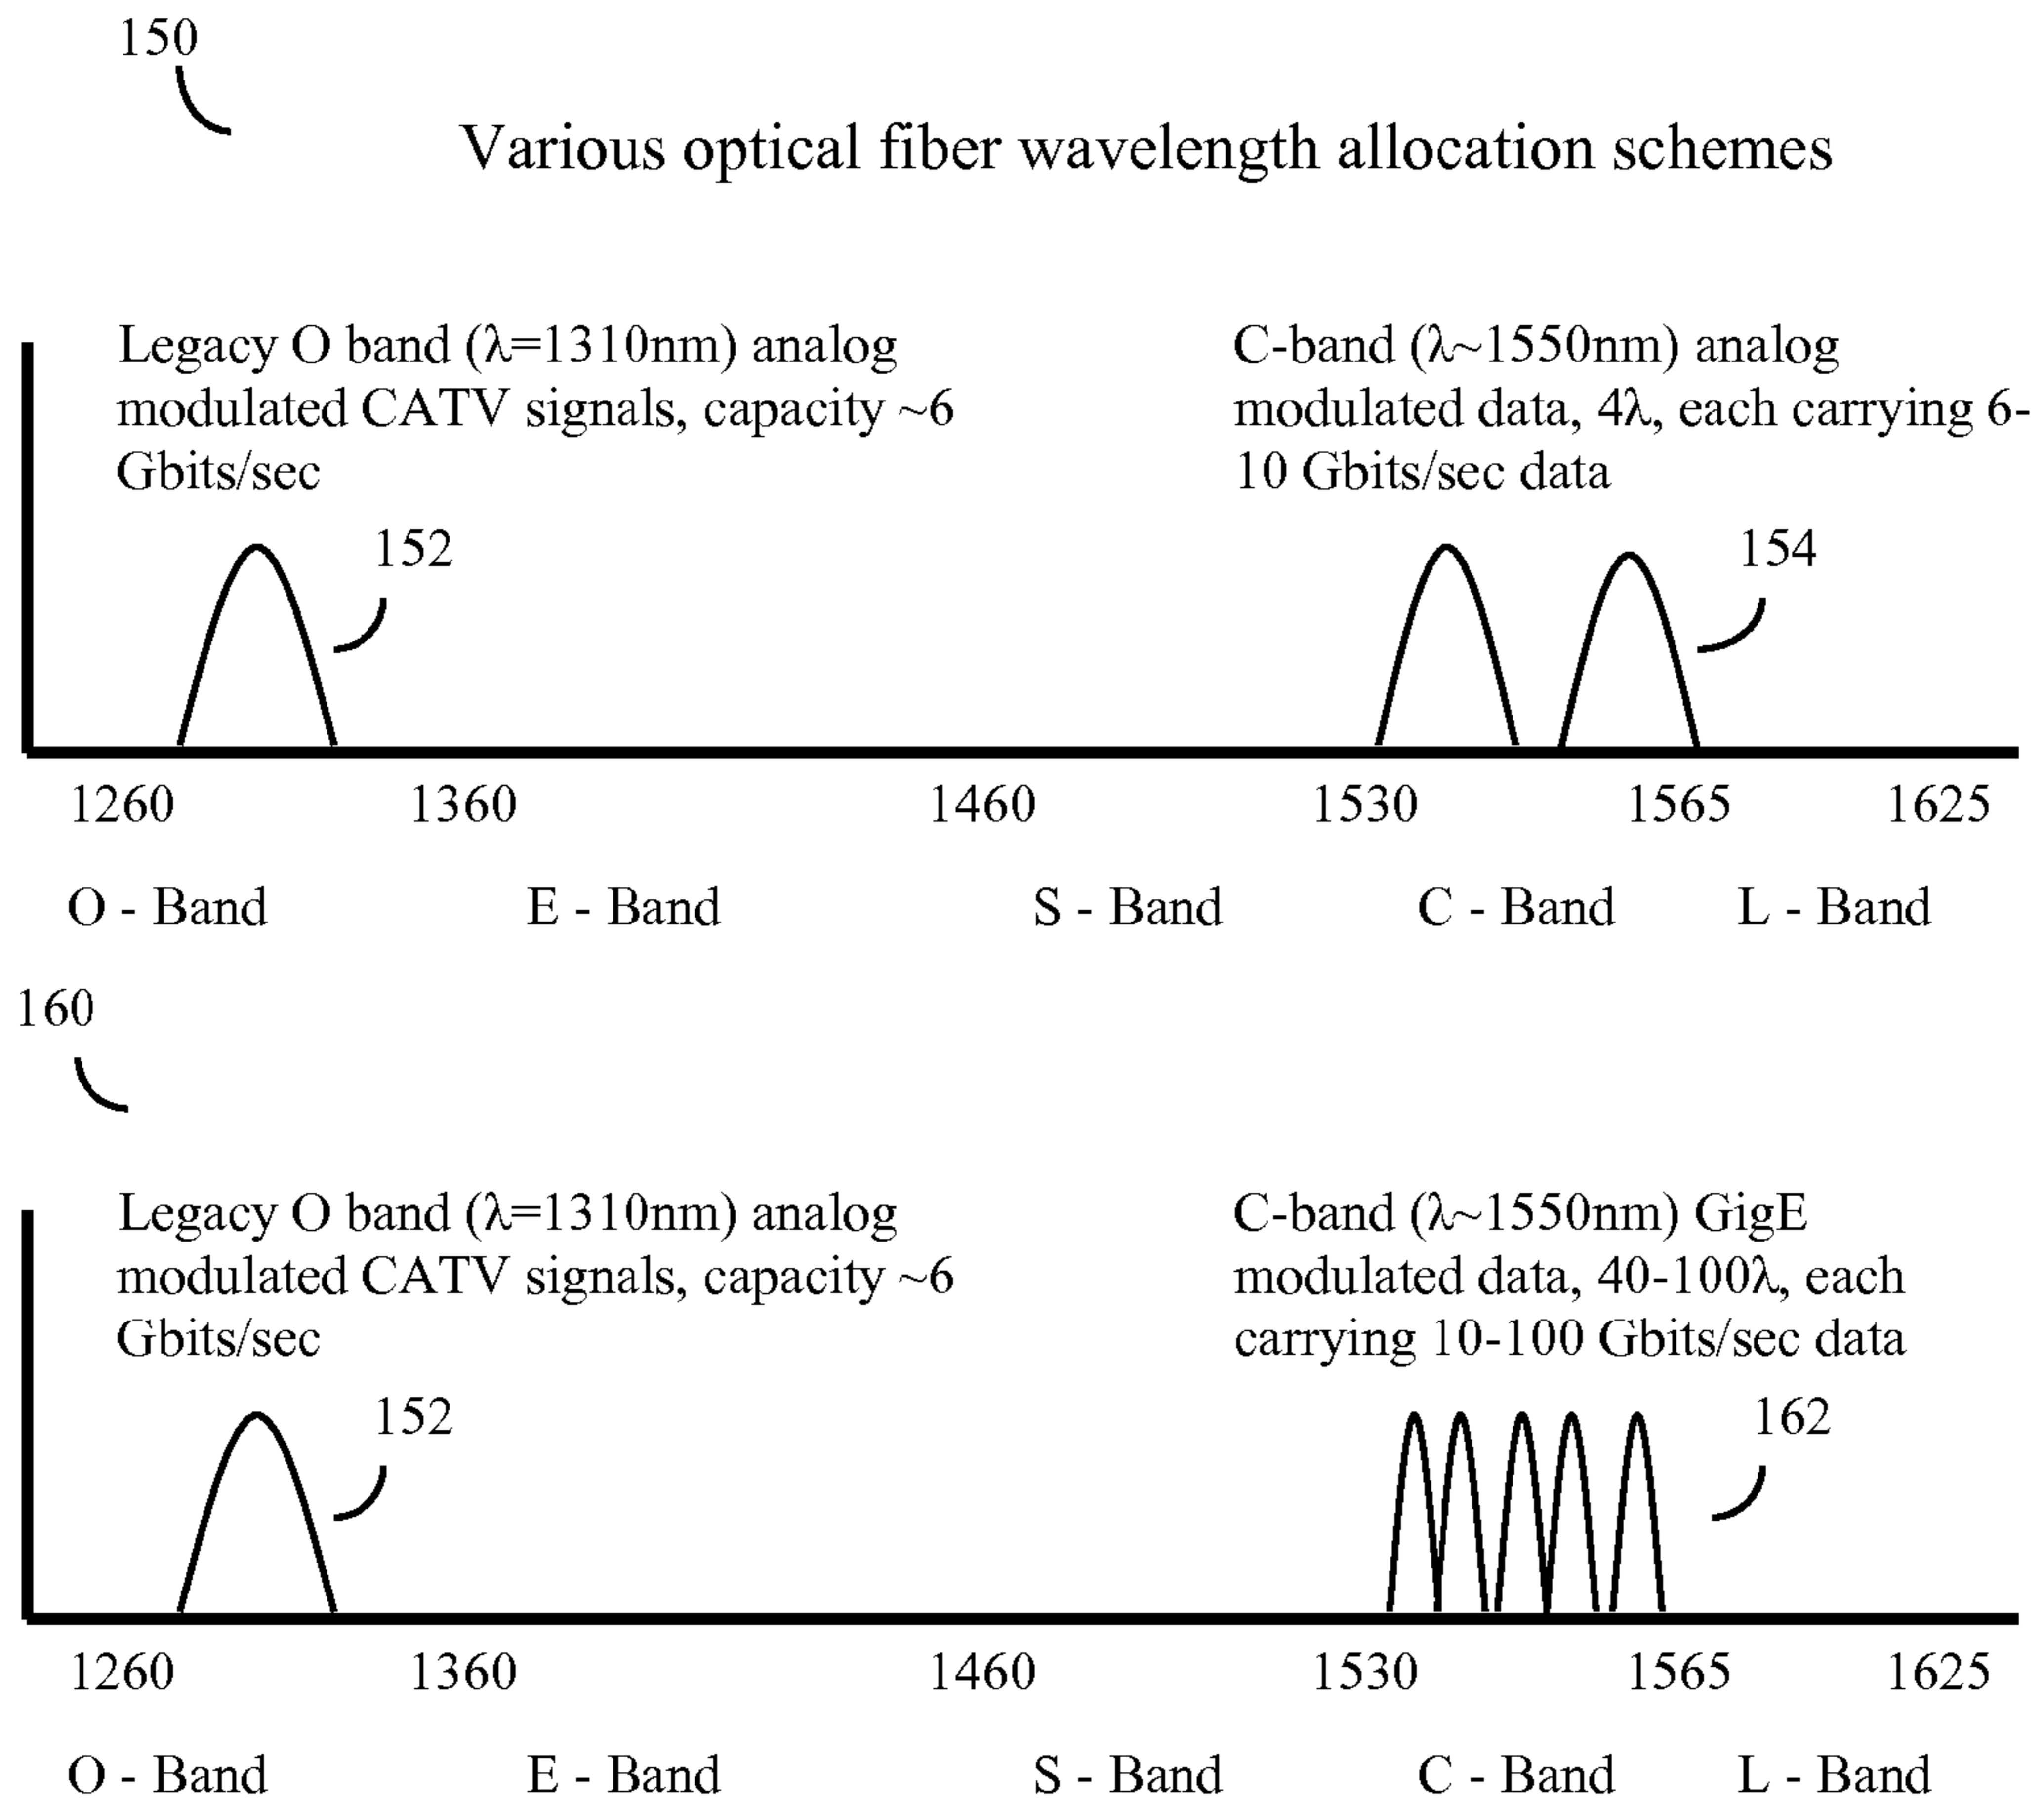 150
Various optical fiber wavelength allocation schemes
Legacy O band (λ=1310nm) analog
modulated CATV signals, capacity ~6
Gbits/sec
C-band (λ~1550nm) analog
modulated data, 4λ, each carrying 6-
10 Gbits/sec data
152
154
1260 1360 1460 1530 1565 1625
O - Band E - Band S - Band C - Band L - Band
160
Legacy O band (λ=1310nm) analog
modulated CATV signals, capacity ~6
Gbits/sec
C-band (λ~1550nm) GigE
modulated data, 40-100λ, each
carrying 10-100 Gbits/sec data
152
162
1260 1360 1460 1530 1565 1625
O - Band E - Band S - Band C - Band L - Band